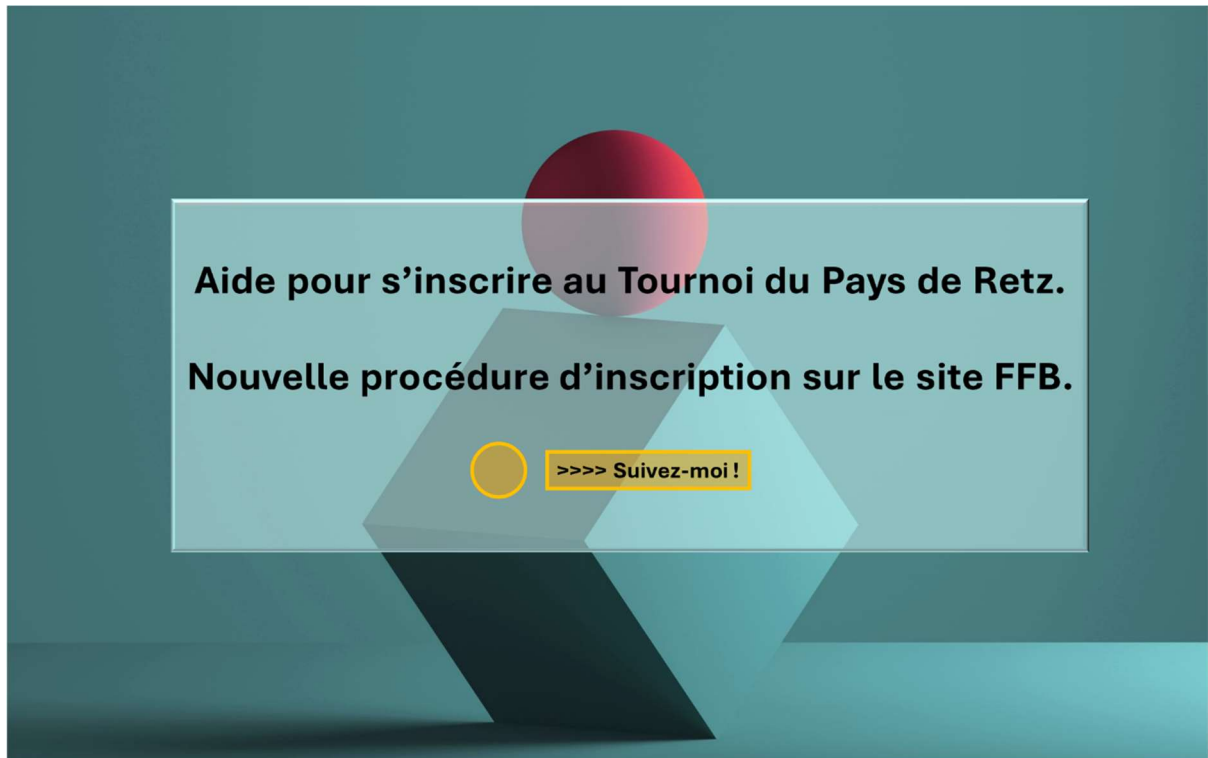 Aide pour s’inscrire au Tournoi du Pays de Retz.
Nouvelle procédure d’inscription sur le site FFB.
>>>> Suivez-moi !